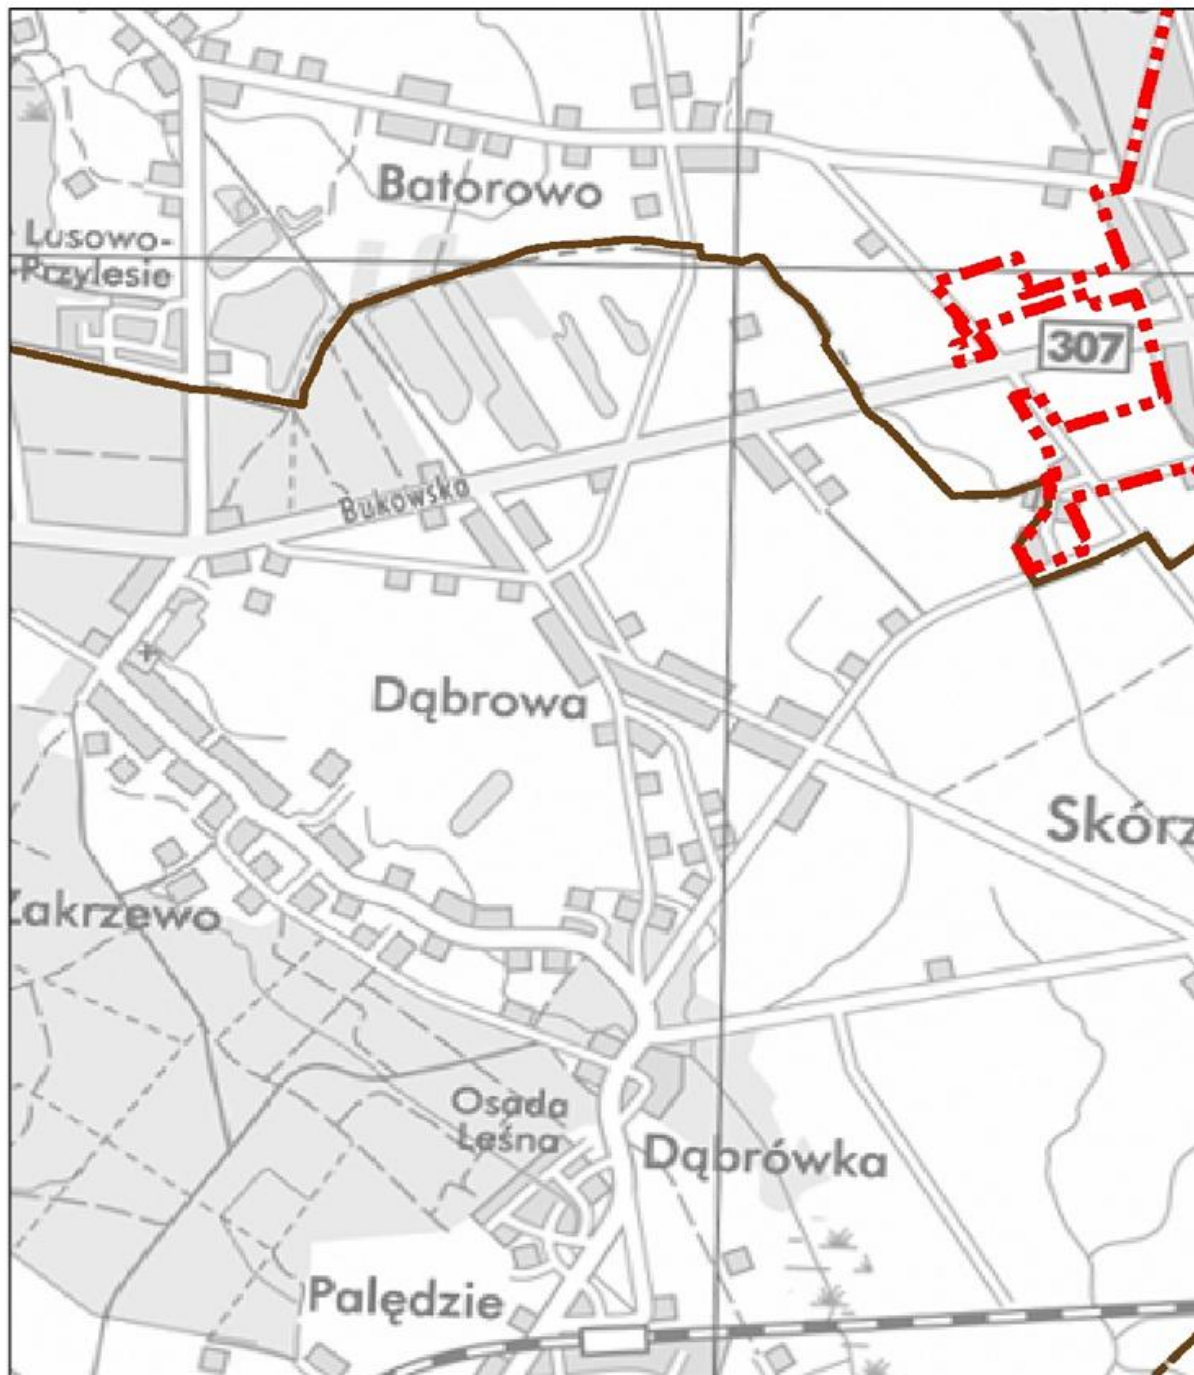 Batorowo
Lusowo-
-Przylesie
307
Bukowska
Dąbrowa
Skórz
Zakrzewo
Osada
Leśna
Dąbrówka
Palędzie